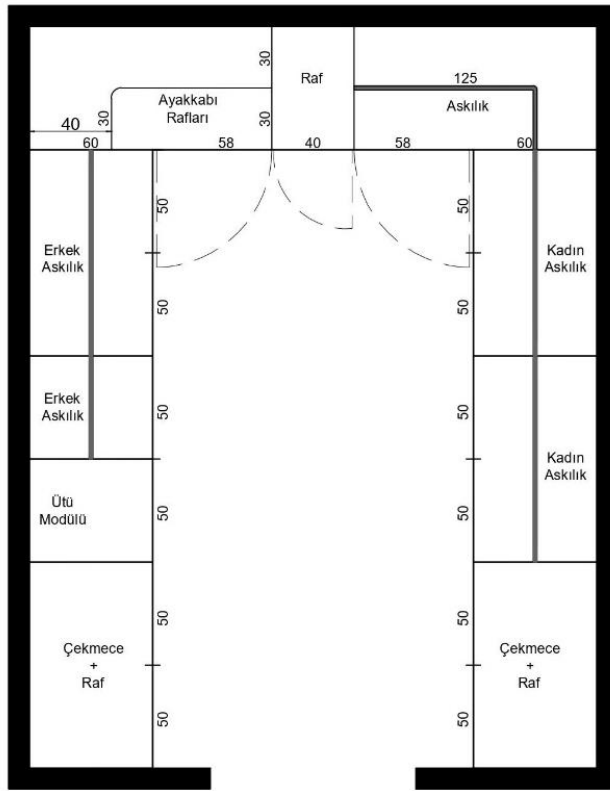 30
Raf
125
Ayakkabı
Rafları
Askılık
40
30
30
60
58
40
58
60
50
50
Erkek
Askılık
Kadın
Askılık
50
50
Erkek
Askılık
50
50
Kadın
Askılık
Ütü
Modülü
50
50
50
50
Çekmece
+
Raf
Çekmece
+
Raf
50
50